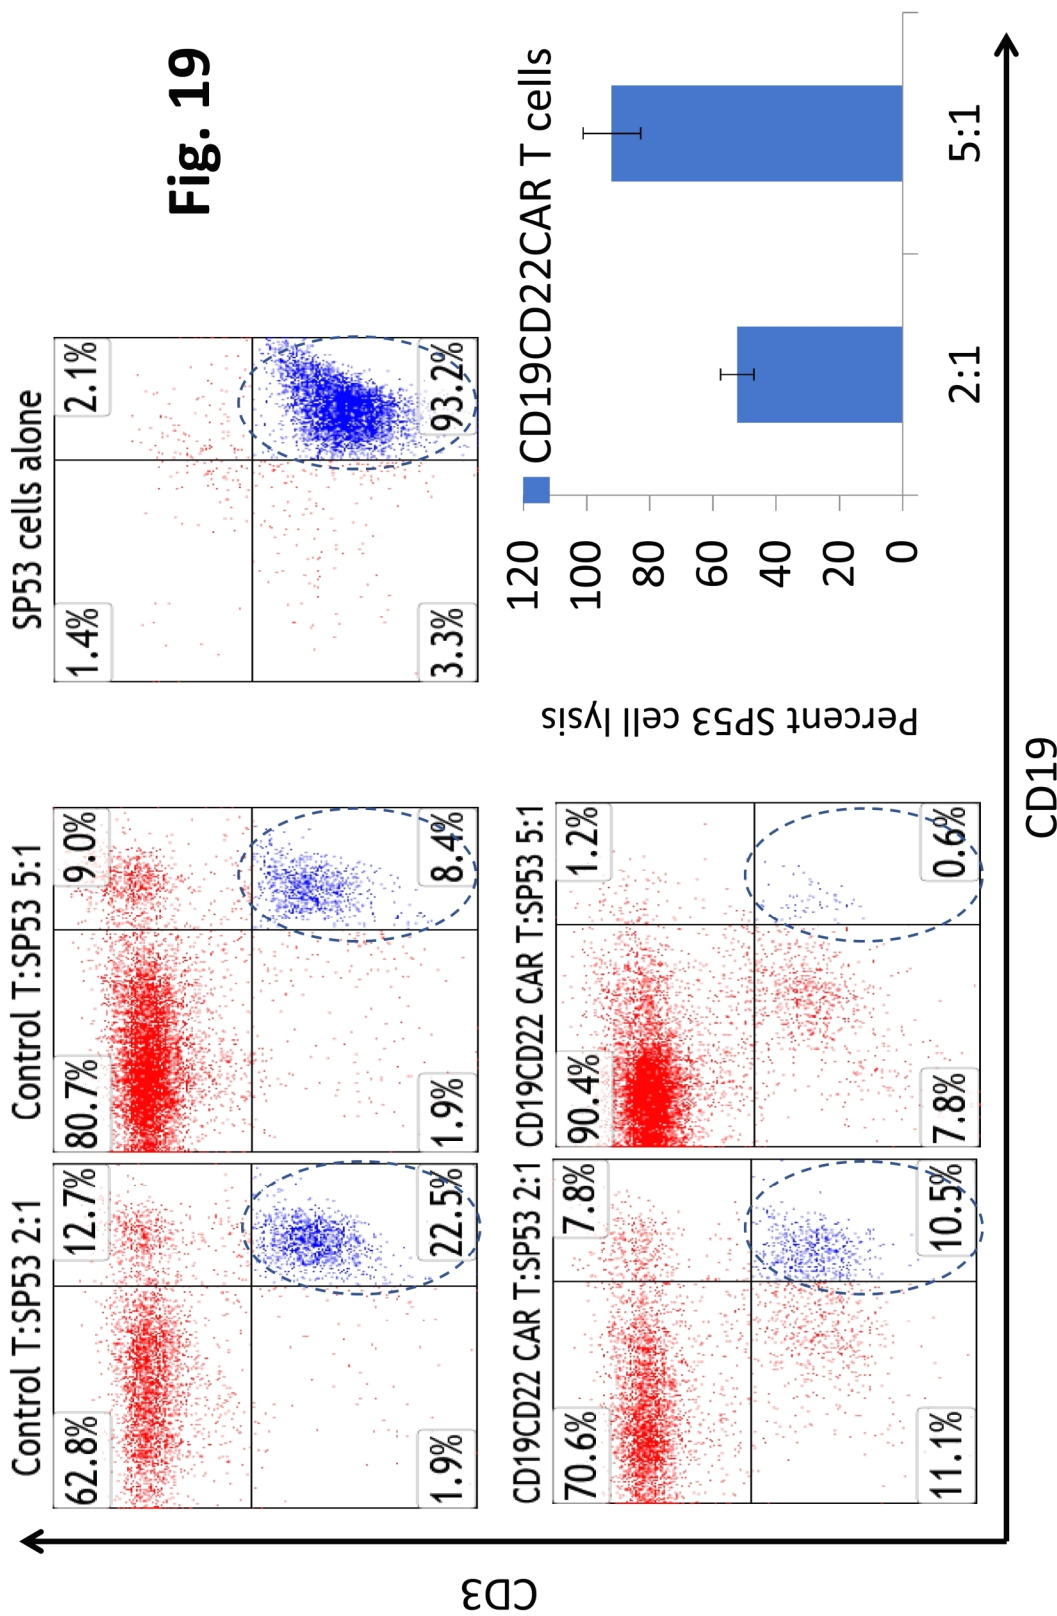 Fig. 19
Control T:SP53 2:1
62.8%
12.7%
1.9%
22.5%
Control T:SP53 5:1
80.7%
9.0%
1.9%
8.4%
SP53 cells alone
1.4%
2.1%
3.3%
93.2%
CD19CD22 CAR T:SP53 2:1
70.6%
7.8%
11.1%
10.5%
CD19CD22 CAR T:SP53 5:1
90.4%
1.2%
7.8%
0.6%
CD19CD22CAR T cells
120
100
80
60
40
20
0
Percent SP53 cell lysis
2:1
5:1
CD3
CD19